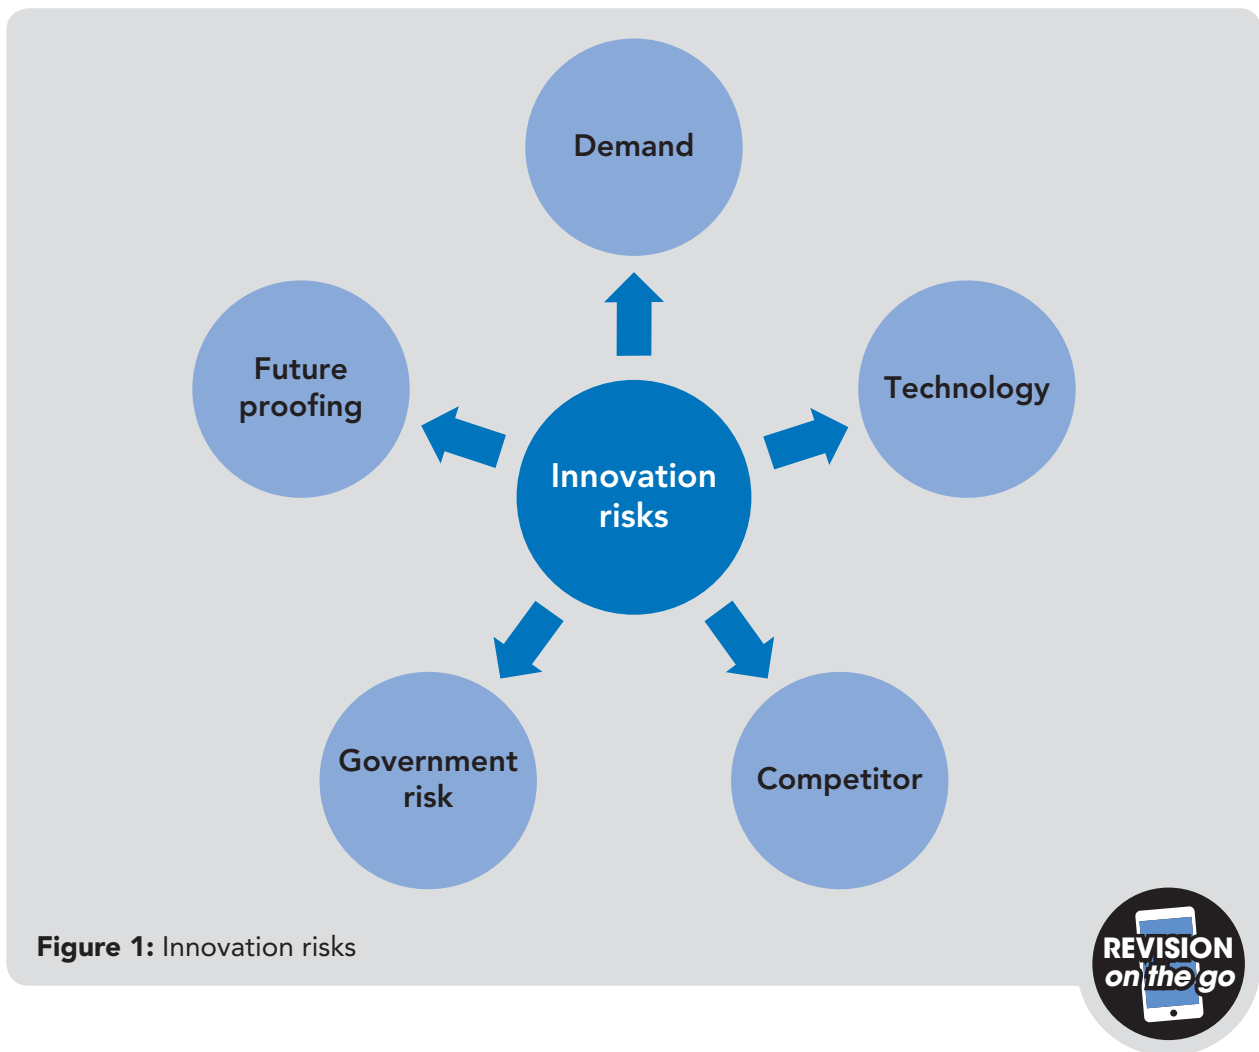 Demand
Future
proofing
Technology
Innovation
risks
Government
risk
Competitor
Figure 1: Innovation risks
REVISION
on the go